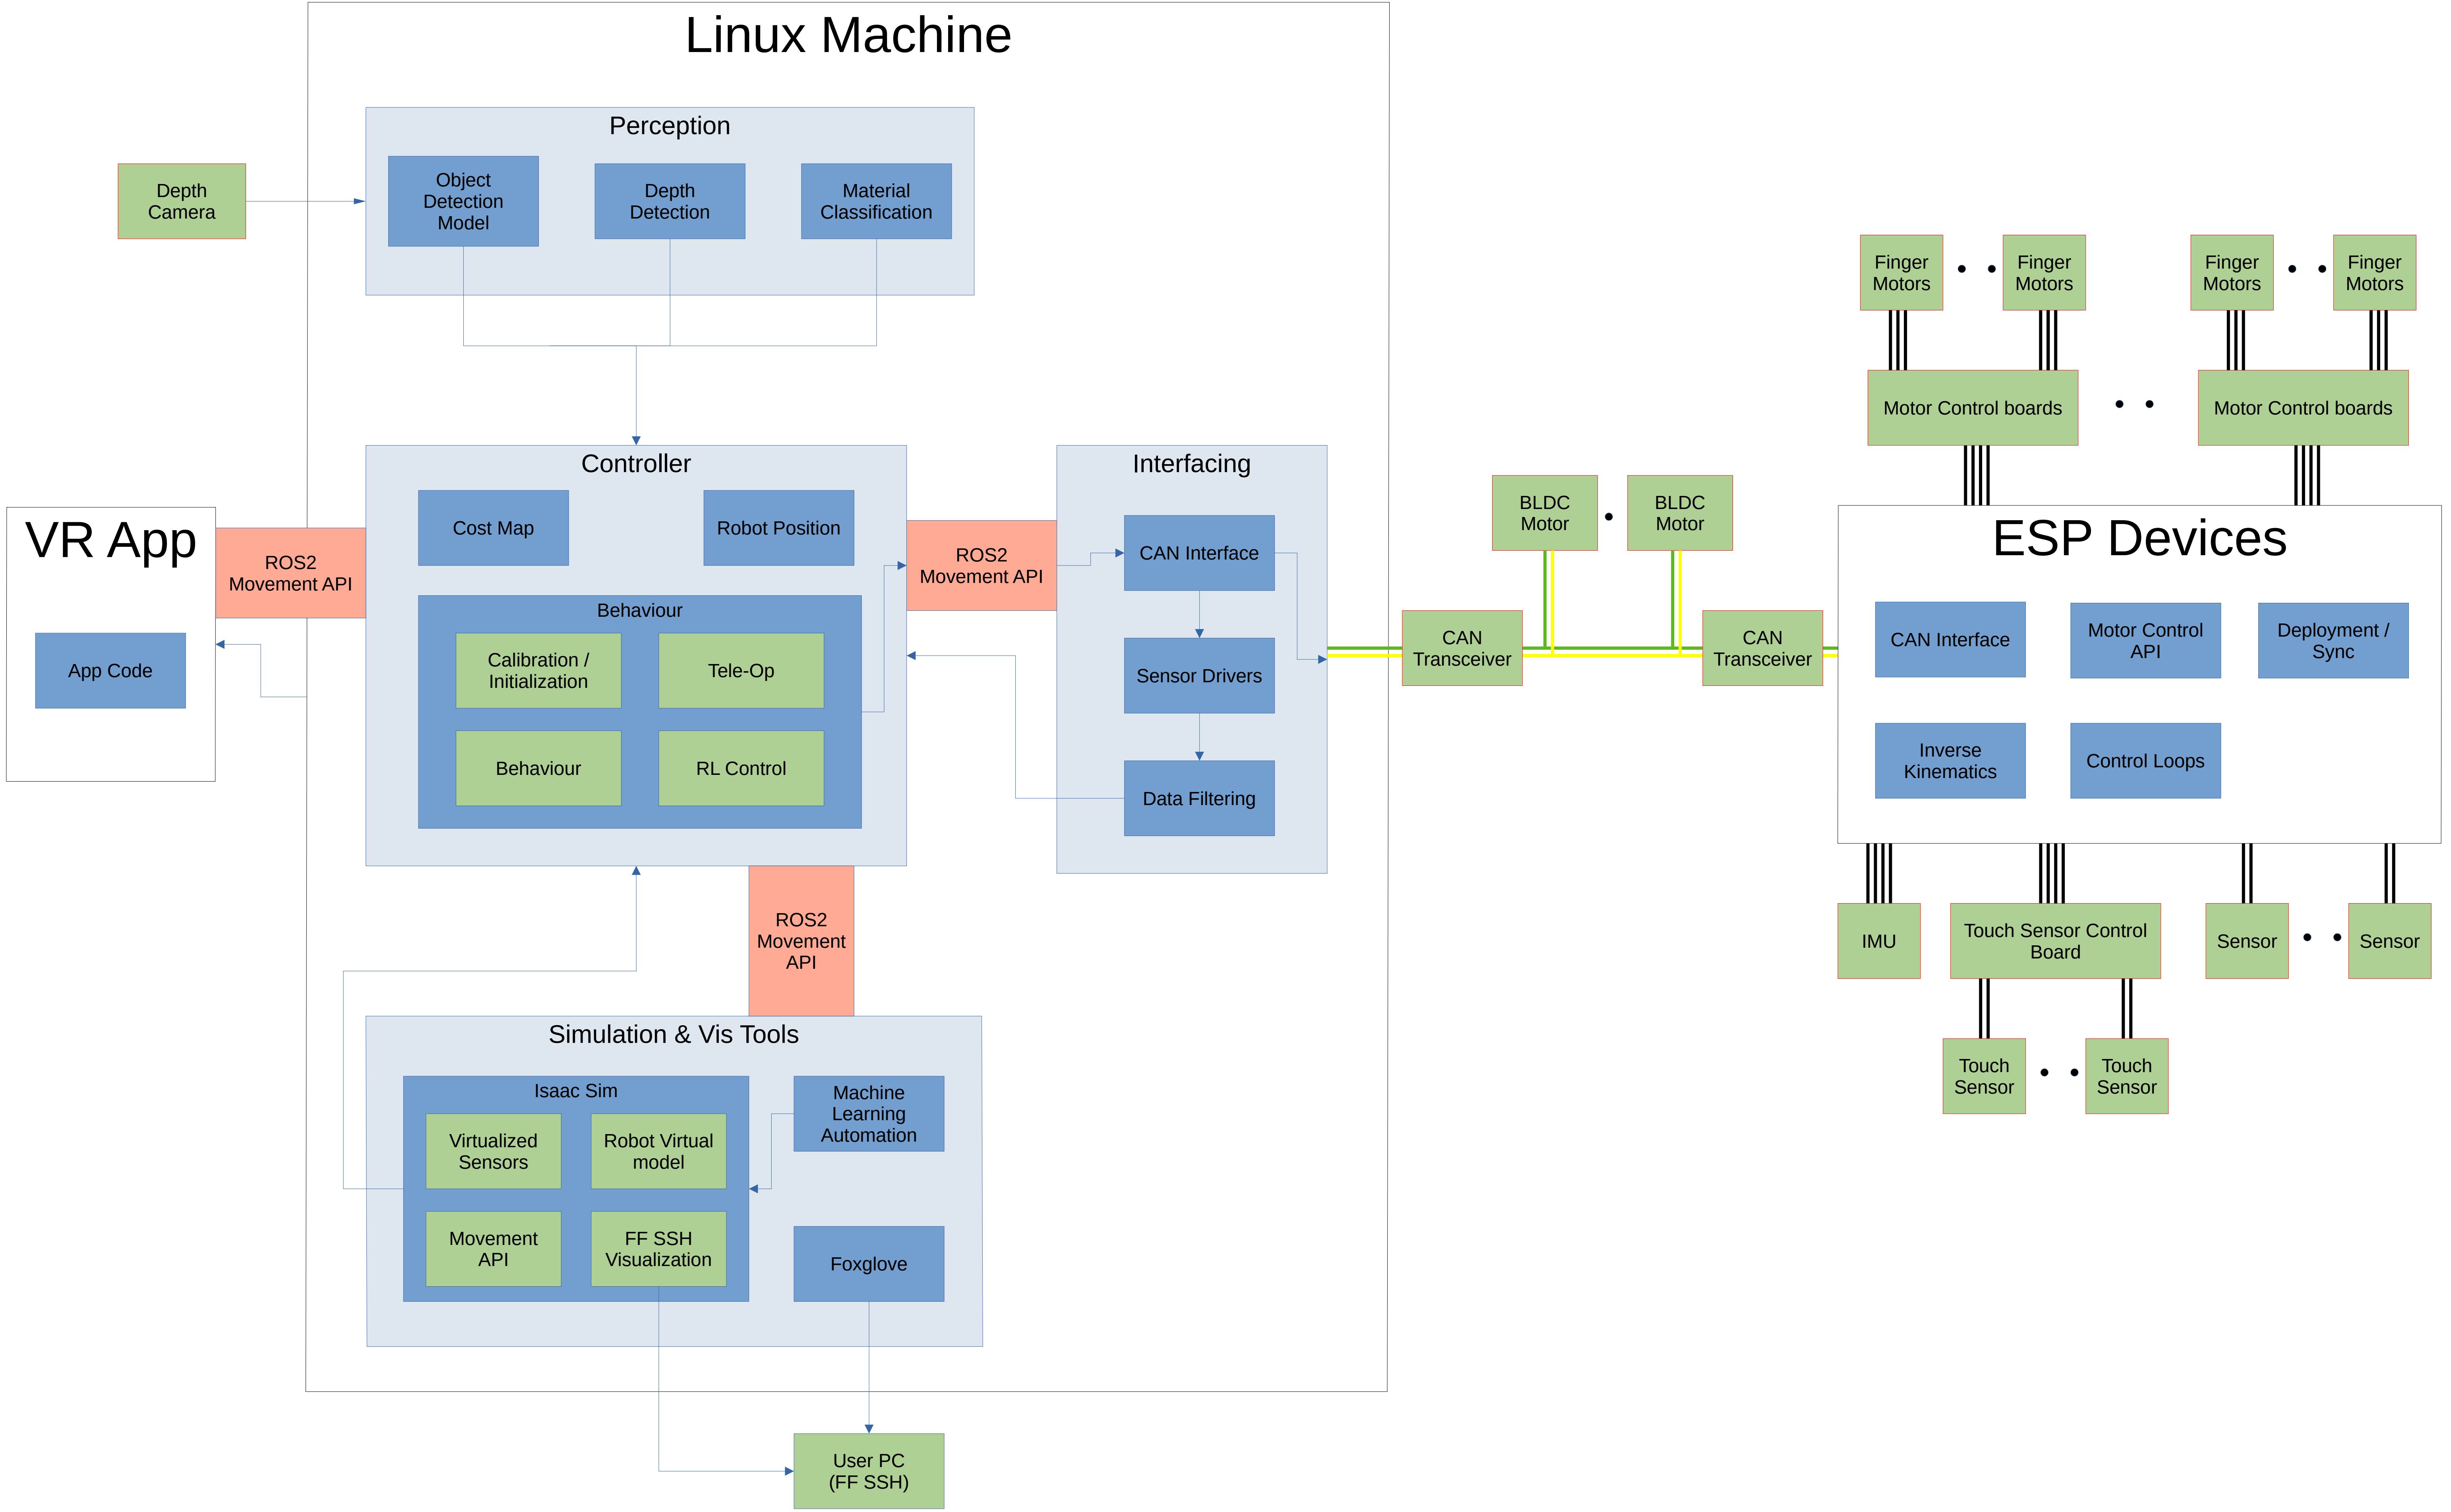 Linux Machine
Perception
Depth
Camera
Object
Detection
Model
Depth
Detection
Material
Classification
Finger
Motors
Finger
Motors
Finger
Motors
Finger
Motors
Motor Control boards
Motor Control boards
Controller
Cost Map
Robot Position
Behaviour
Calibration /
Initialization
Tele-Op
Behaviour
RL Control
VR App
App Code
ROS2
Movement API
ROS2
Movement API
Interfacing
CAN Interface
Sensor Drivers
Data Filtering
BLDC
Motor
BLDC
Motor
CAN
Transceiver
CAN
Transceiver
ESP Devices
CAN Interface
Motor Control
API
Deployment /
Sync
Inverse
Kinematics
Control Loops
IMU
Touch Sensor Control
Board
Sensor
Sensor
Touch
Sensor
Touch
Sensor
ROS2
Movement
API
Simulation & Vis Tools
Isaac Sim
Virtualized
Sensors
Robot Virtual
model
Movement
API
FF SSH
Visualization
Machine
Learning
Automation
Foxglove
User PC
(FF SSH)